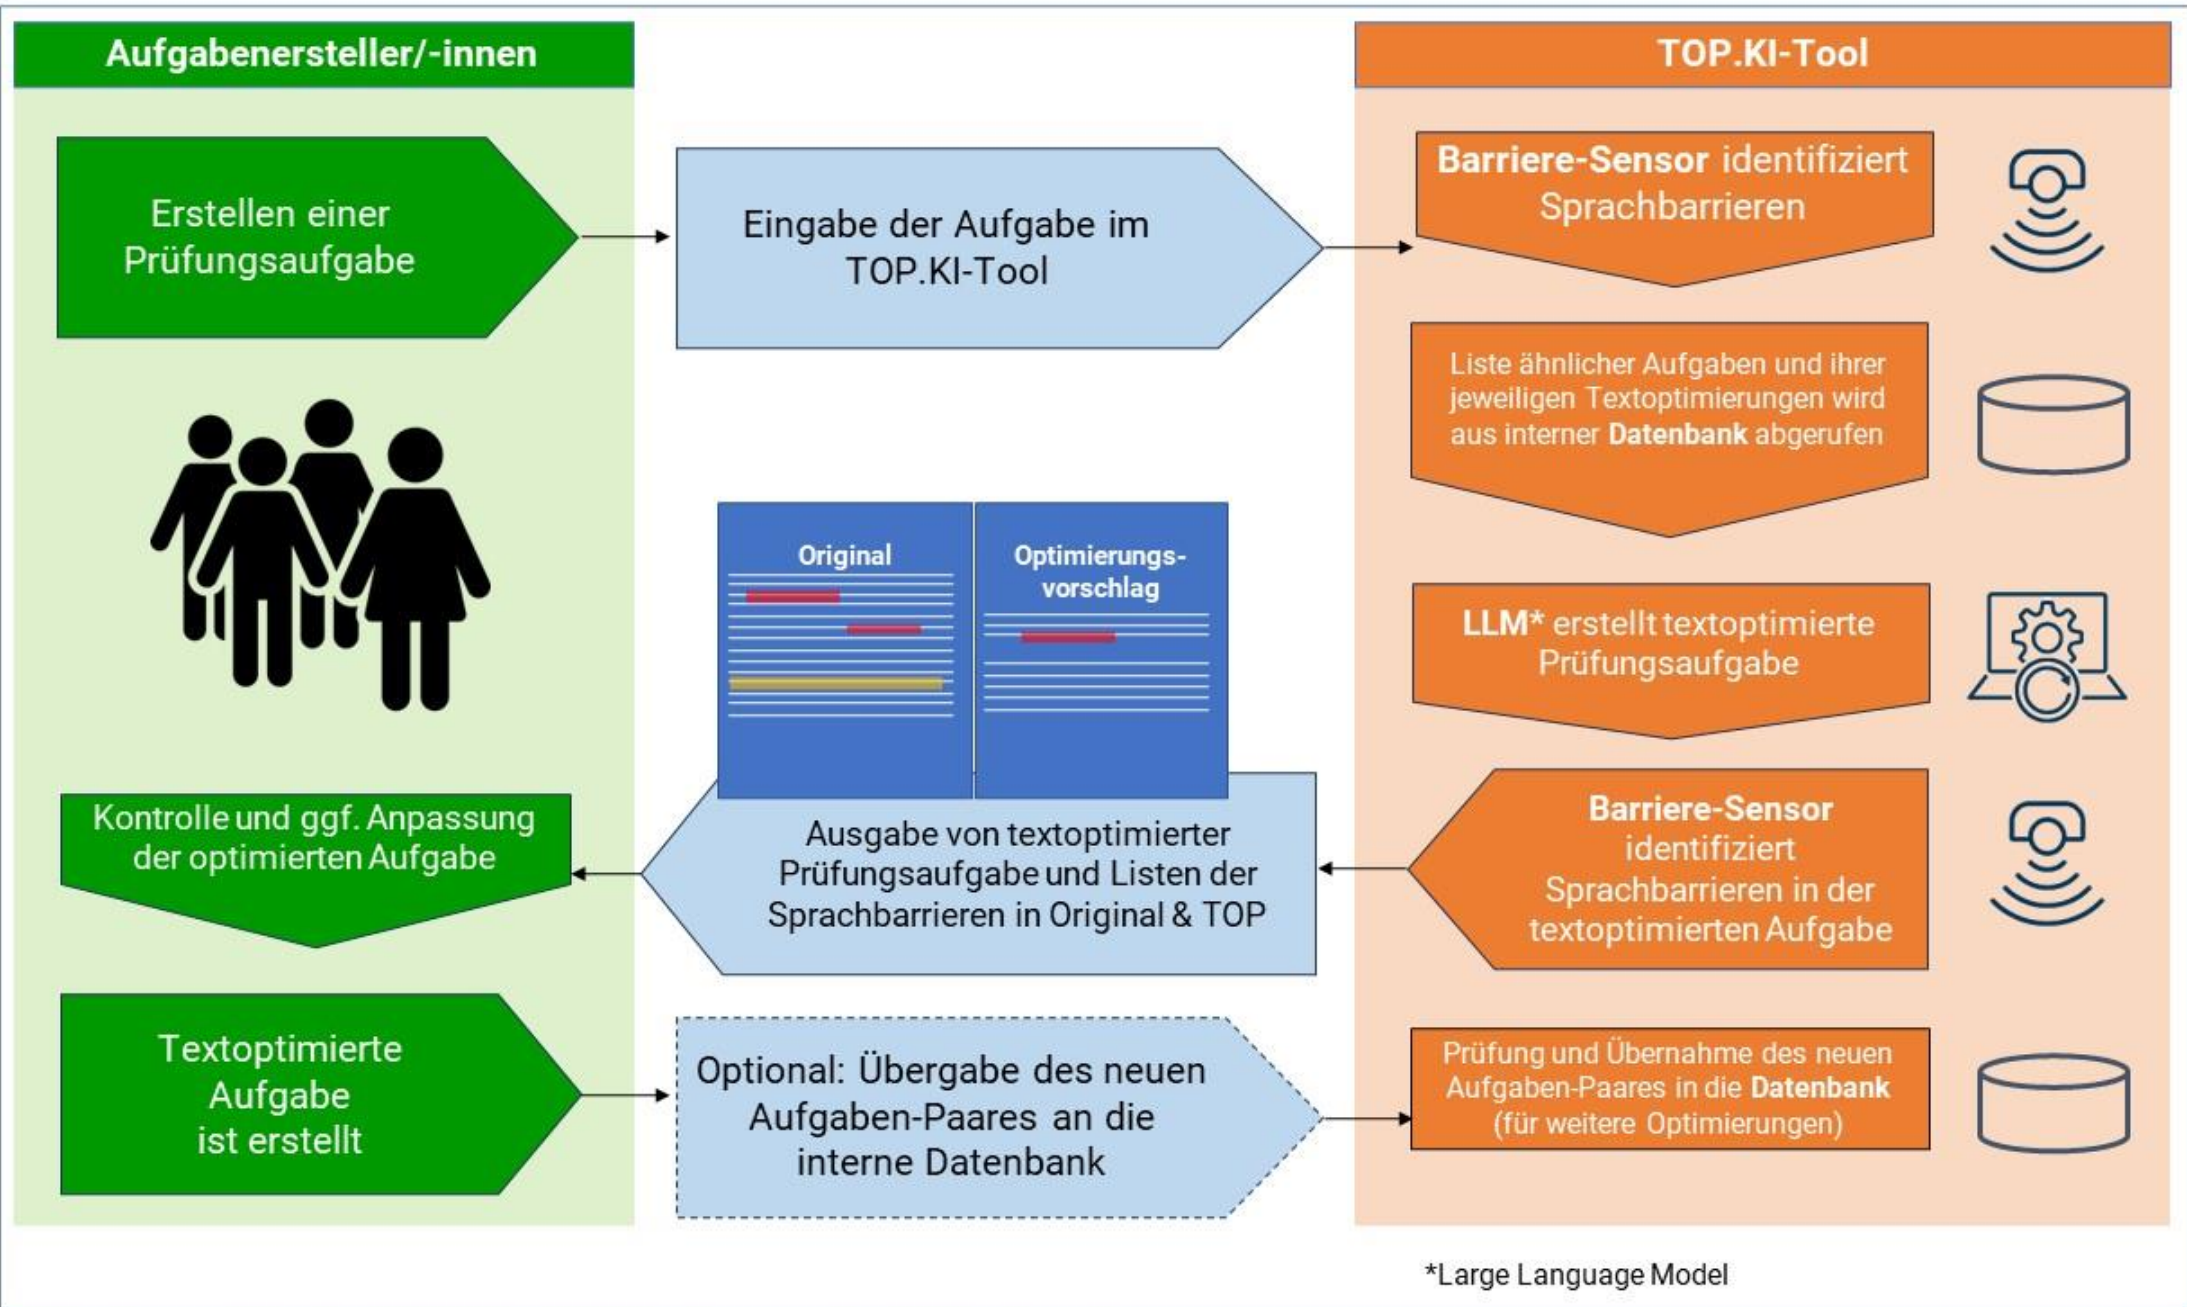 Aufgabenersteller/-innen
TOP.KI-Tool
Erstellen einer
Prüfungsaufgabe
Eingabe der Aufgabe im
TOP.KI-Tool
Barriere-Sensor identifiziert
Sprachbarrieren
Liste ähnlicher Aufgaben und ihrer
jeweiligen Textoptimierungen wird
aus interner Datenbank abgerufen
LLM* erstellt textoptimierte
Prüfungsaufgabe
Barriere-Sensor
identifiziert
Sprachbarrieren in der
textoptimierten Aufgabe
Original
Optimierungs-
vorschlag
Ausgabe von textoptimierter
Prüfungsaufgabe und Listen der
Sprachbarrieren in Original & TOP
Kontrolle und ggf. Anpassung
der optimierten Aufgabe
Textoptimierte
Aufgabe
ist erstellt
Optional: Übergabe des neuen
Aufgaben-Paares an die
interne Datenbank
Prüfung und Übernahme des neuen
Aufgaben-Paares in die Datenbank
(für weitere Optimierungen)
*Large Language Model